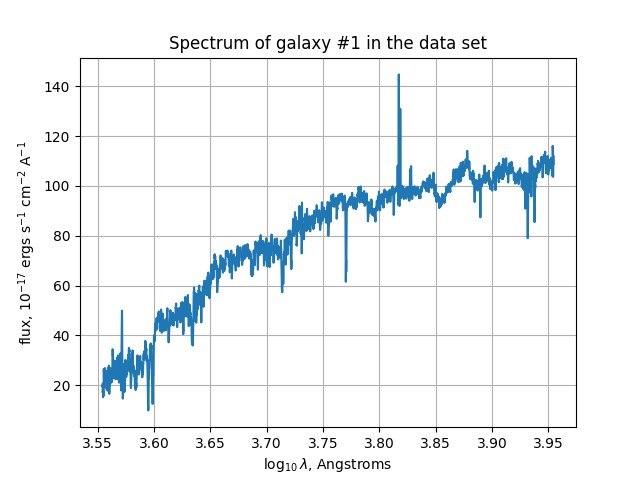 Spectrum of galaxy #1 in the data set
flux, 10⁻¹⁷ ergs s⁻¹ cm⁻² A⁻¹
140
120
100
80
60
40
20
3.55 3.60 3.65 3.70 3.75 3.80 3.85 3.90 3.95
log₁₀ λ, Angstroms